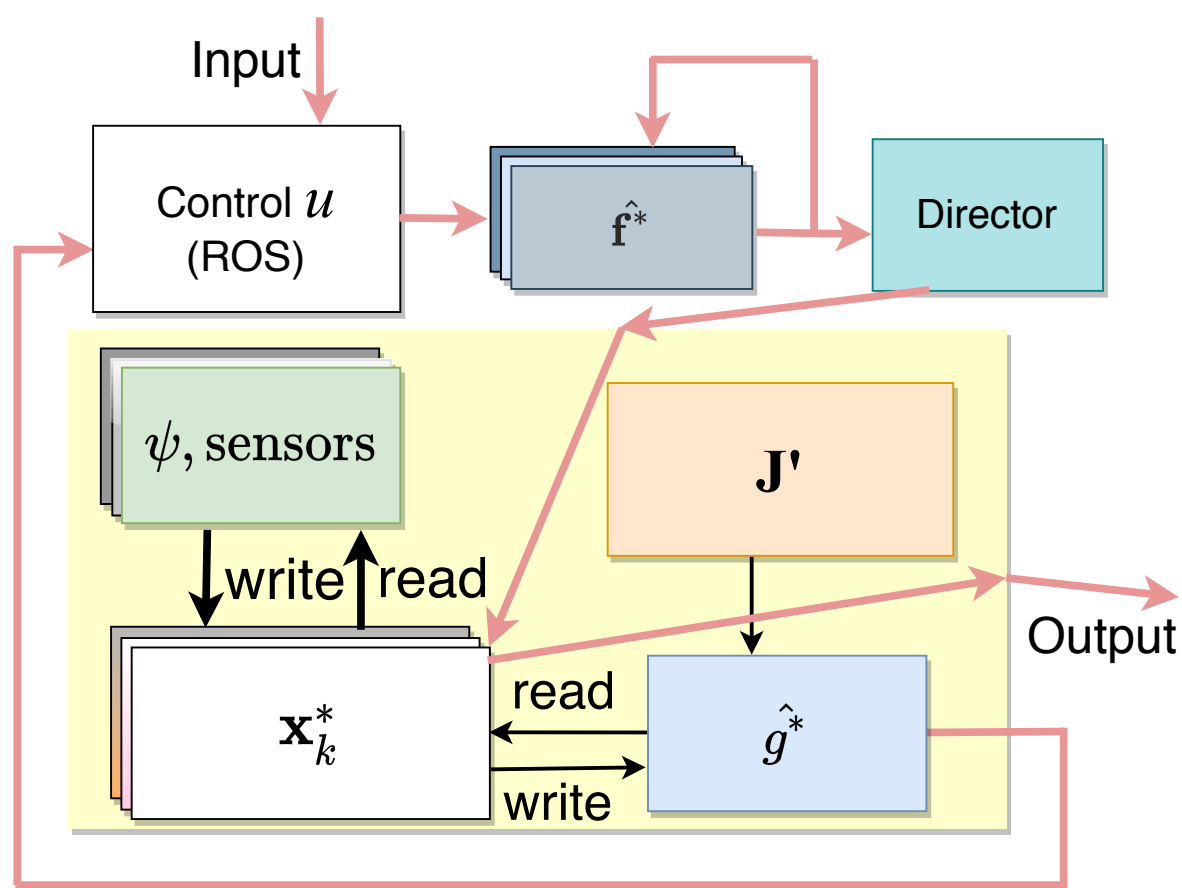 Input
Control u
(ROS)
f̂*
Director
ψ, sensors
J'
write read
Output
read
x*ₖ
ĝ*
write